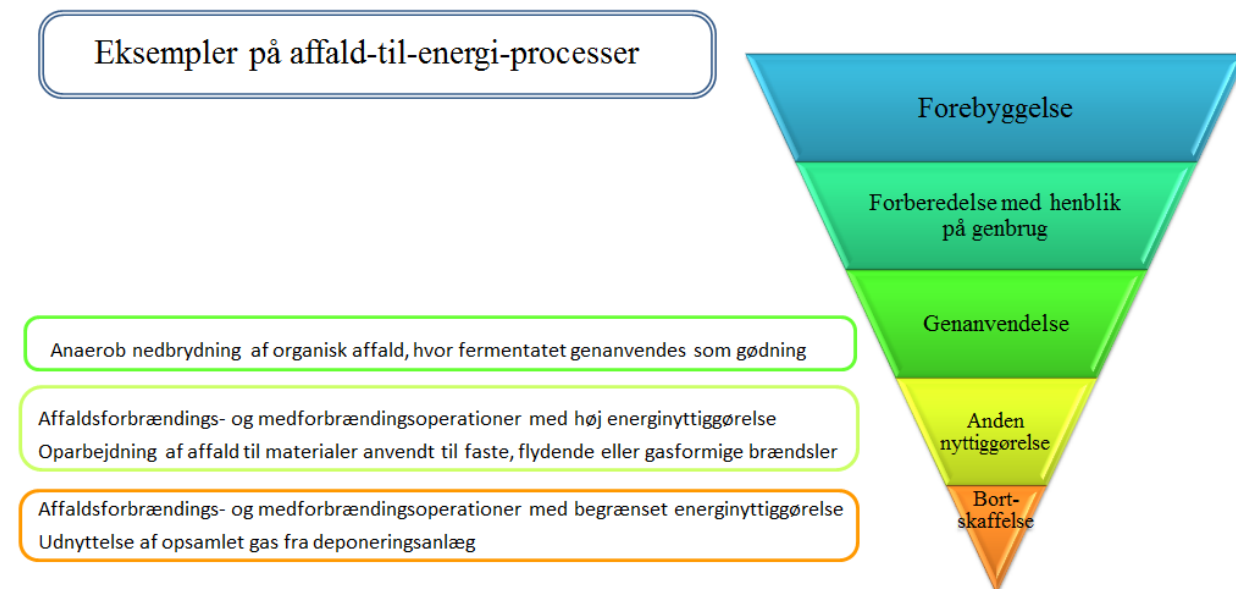 Eksempler på affald-til-energi-processer
Forebyggelse
Forberedelse med henblik
på genbrug
Genanvendelse
Anaerob nedbrydning af organisk affald, hvor fermentatet genanvendes som gødning
Anden
nyttiggørelse
Affaldsforbrændings- og medforbrændingsoperationer med høj energinyttiggørelse
Oparbejdning af affald til materialer anvendt til faste, flydende eller gasformige brændsler
Bort-
skaffelse
Affaldsforbrændings- og medforbrændingsoperationer med begrænset energinyttiggørelse
Udnyttelse af opsamlet gas fra deponeringsanlæg